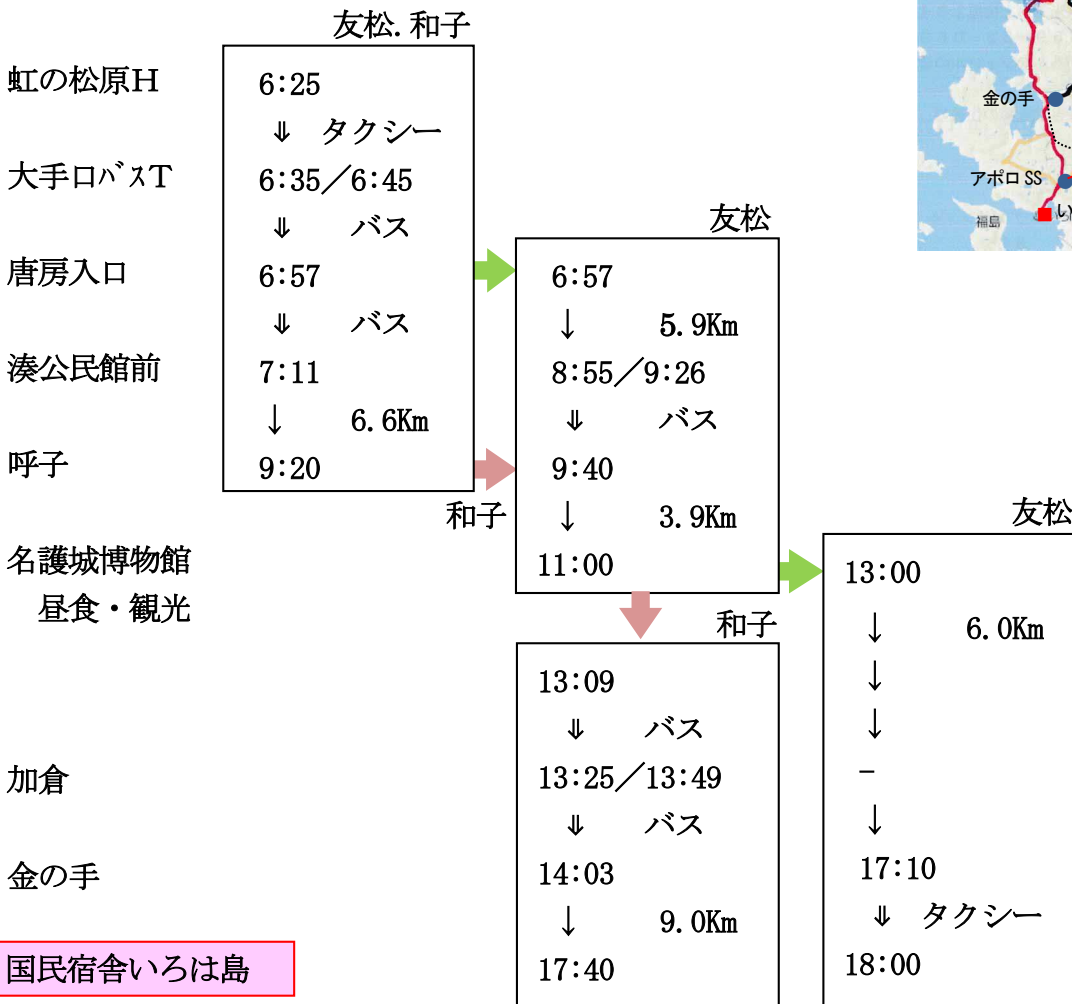 友松.和子
虹の松原H 6:25
⇓ タクシー
大手口バスT 6:35／6:45
⇓ バス
友松
唐房入口 6:57 6:57
⇓ バス ↓ 5.9Km
湊公民館前 7:11 8:55／9:26
↓ 6.6Km ⇓ バス
呼子 9:20 9:40
和子 ↓ 3.9Km
友松
名護城博物館 11:00 13:00
昼食・観光
和子
↓ 6.0Km
13:09 ↓
⇓ バス ↓
加倉 13:25／13:49 −
⇓ バス ↓
金の手 14:03 17:10
↓ 9.0Km ⇓ タクシー
国民宿舎いろは島 17:40 18:00
金の手
アポロSS
福島